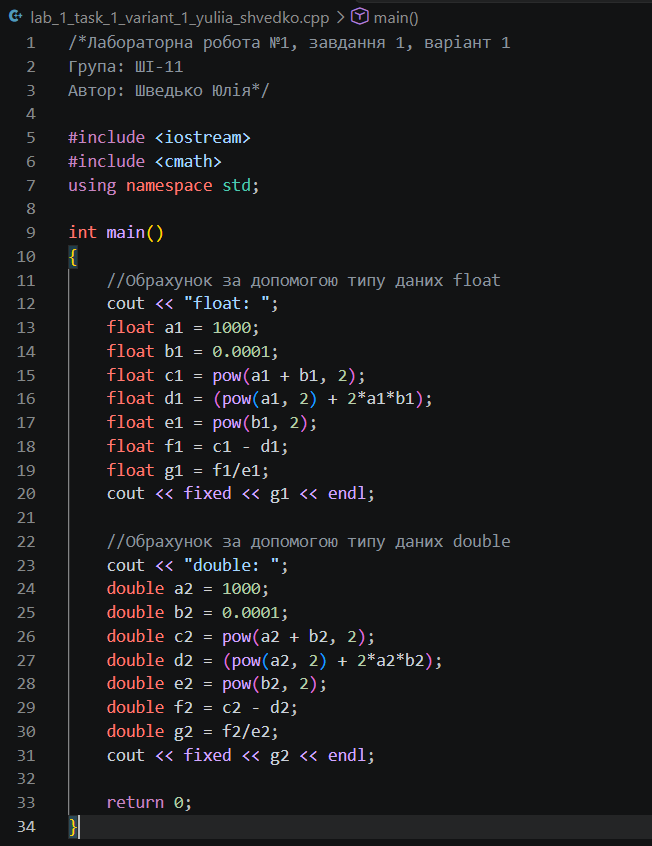 lab_1_task_1_variant_1_yuliia_shvedko.cpp > main()
1 /*Лабораторна робота №1, завдання 1, варіант 1
2 Група: ШІ-11
3 Автор: Шведько Юлія*/
4
5 #include <iostream>
6 #include <cmath>
7 using namespace std;
8
9 int main()
10 {
11     //Обрахунок за допомогою типу даних float
12     cout << "float: ";
13     float a1 = 1000;
14     float b1 = 0.0001;
15     float c1 = pow(a1 + b1, 2);
16     float d1 = (pow(a1, 2) + 2*a1*b1);
17     float e1 = pow(b1, 2);
18     float f1 = c1 - d1;
19     float g1 = f1/e1;
20     cout << fixed << g1 << endl;
21
22     //Обрахунок за допомогою типу даних double
23     cout << "double: ";
24     double a2 = 1000;
25     double b2 = 0.0001;
26     double c2 = pow(a2 + b2, 2);
27     double d2 = (pow(a2, 2) + 2*a2*b2);
28     double e2 = pow(b2, 2);
29     double f2 = c2 - d2;
30     double g2 = f2/e2;
31     cout << fixed << g2 << endl;
32
33     return 0;
34 }